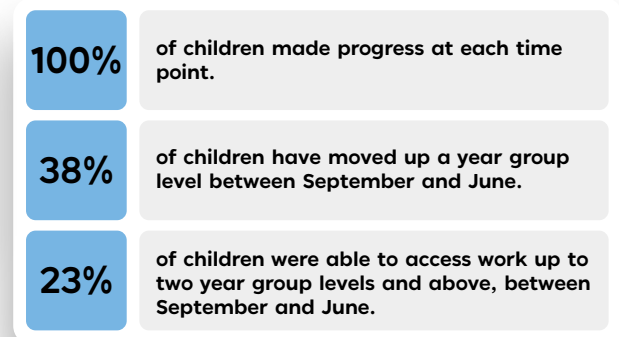 100%
of children made progress at each time
point.
38%
of children have moved up a year group
level between September and June.
23%
of children were able to access work up to
two year group levels and above, between
September and June.